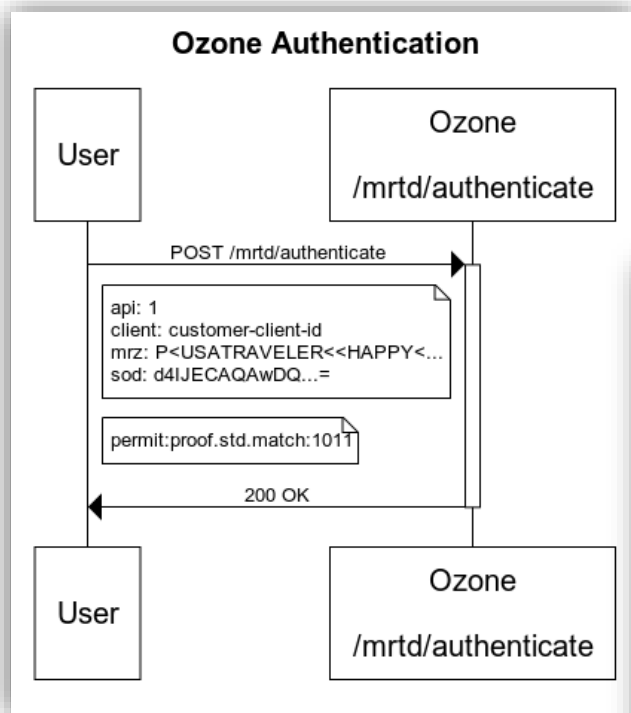 Ozone Authentication
User
Ozone
/mrtd/authenticate
POST /mrtd/authenticate
api: 1
client: customer-client-id
mrz: P<USATRAVELER<<HAPPY<...
sod: d4IJECAQAwDQ...=
permit:proof.std.match:1011
200 OK
User
Ozone
/mrtd/authenticate